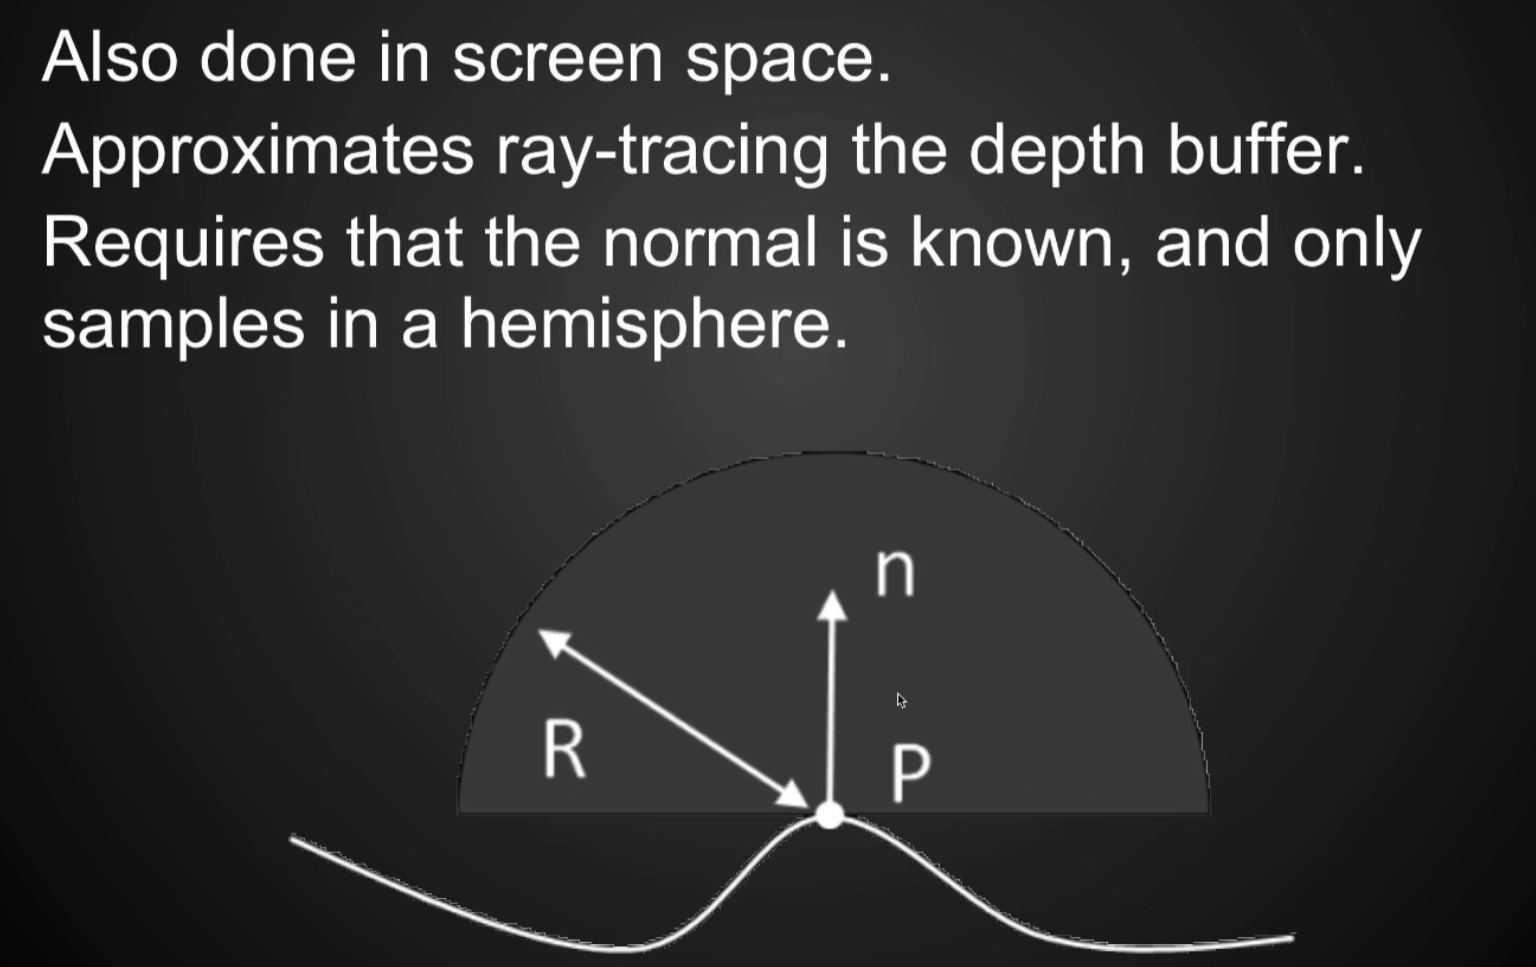 Also done in screen space.
Approximates ray-tracing the depth buffer.
Requires that the normal is known, and only
samples in a hemisphere.
n
R
P